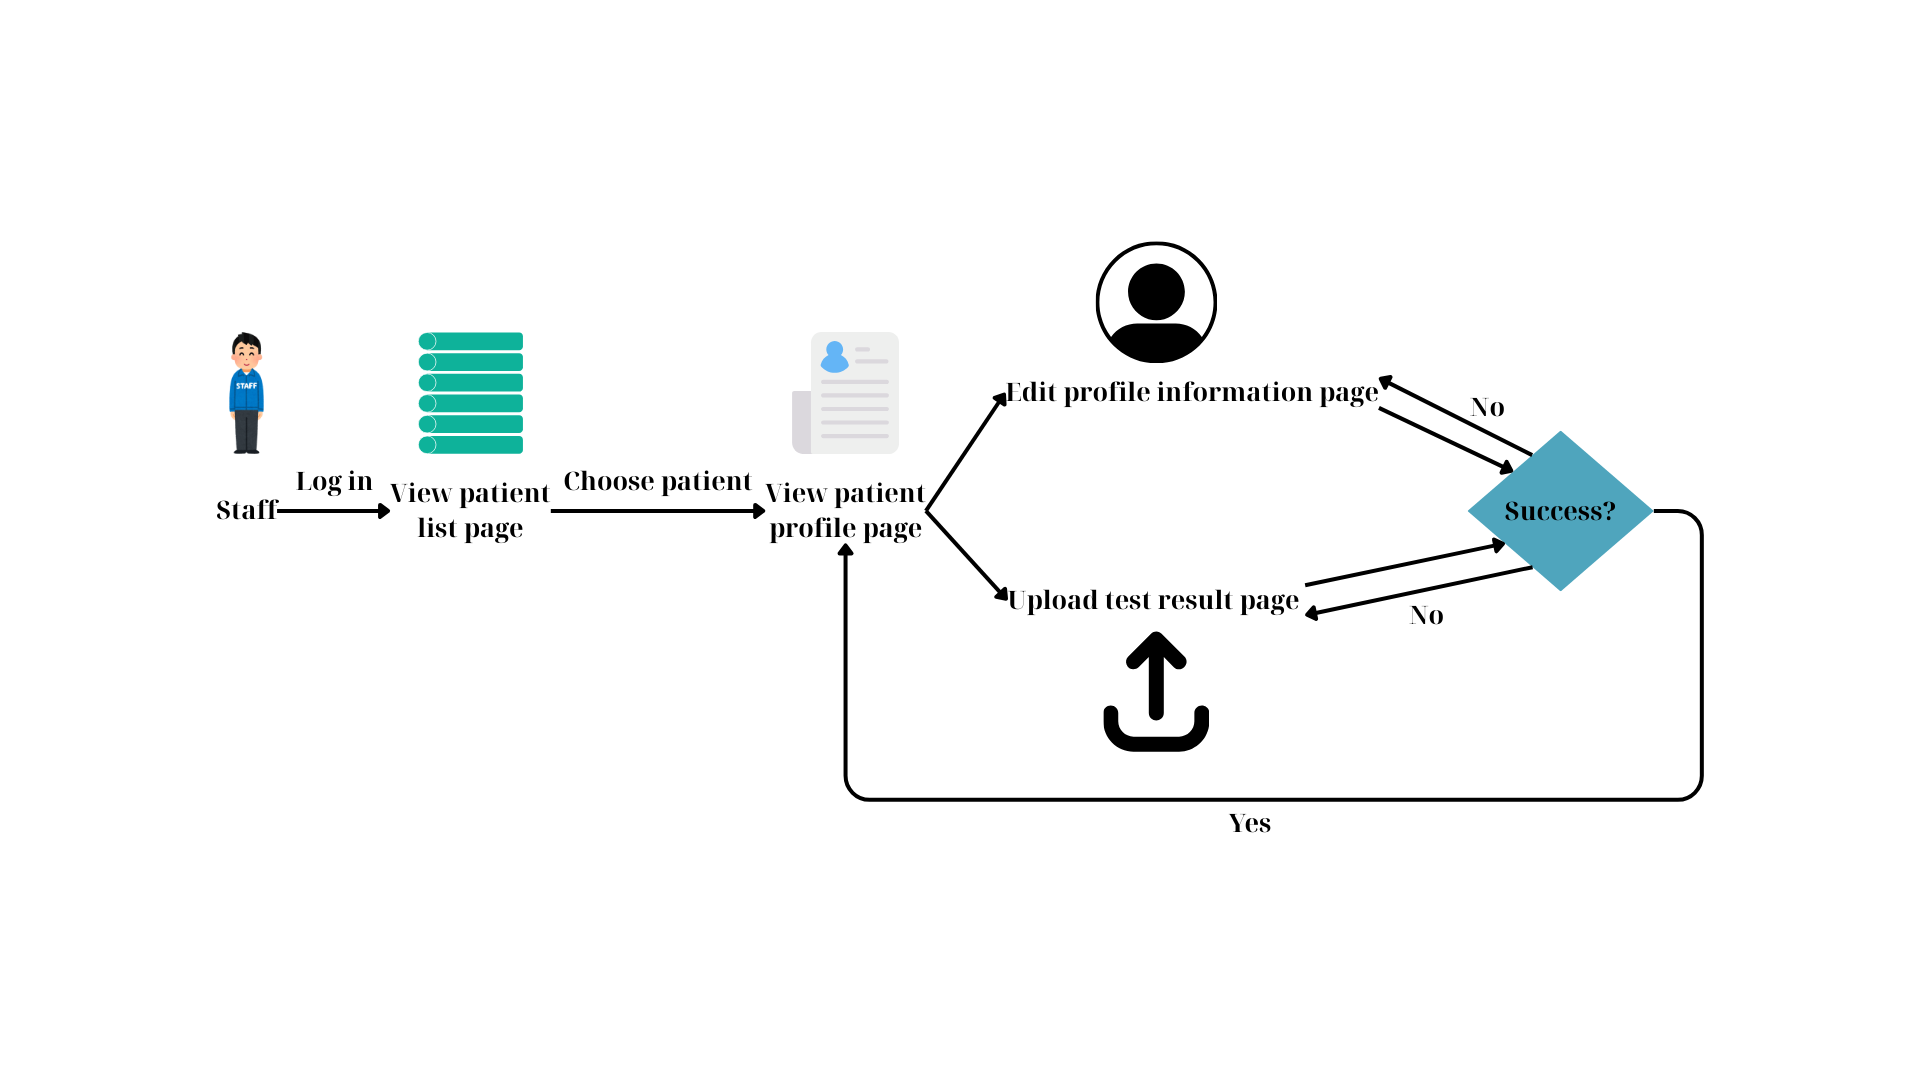 STAFF
Staff
Log in
View patient
list page
Choose patient
View patient
profile page
Edit profile information page
No
Success?
Upload test result page
No
Yes